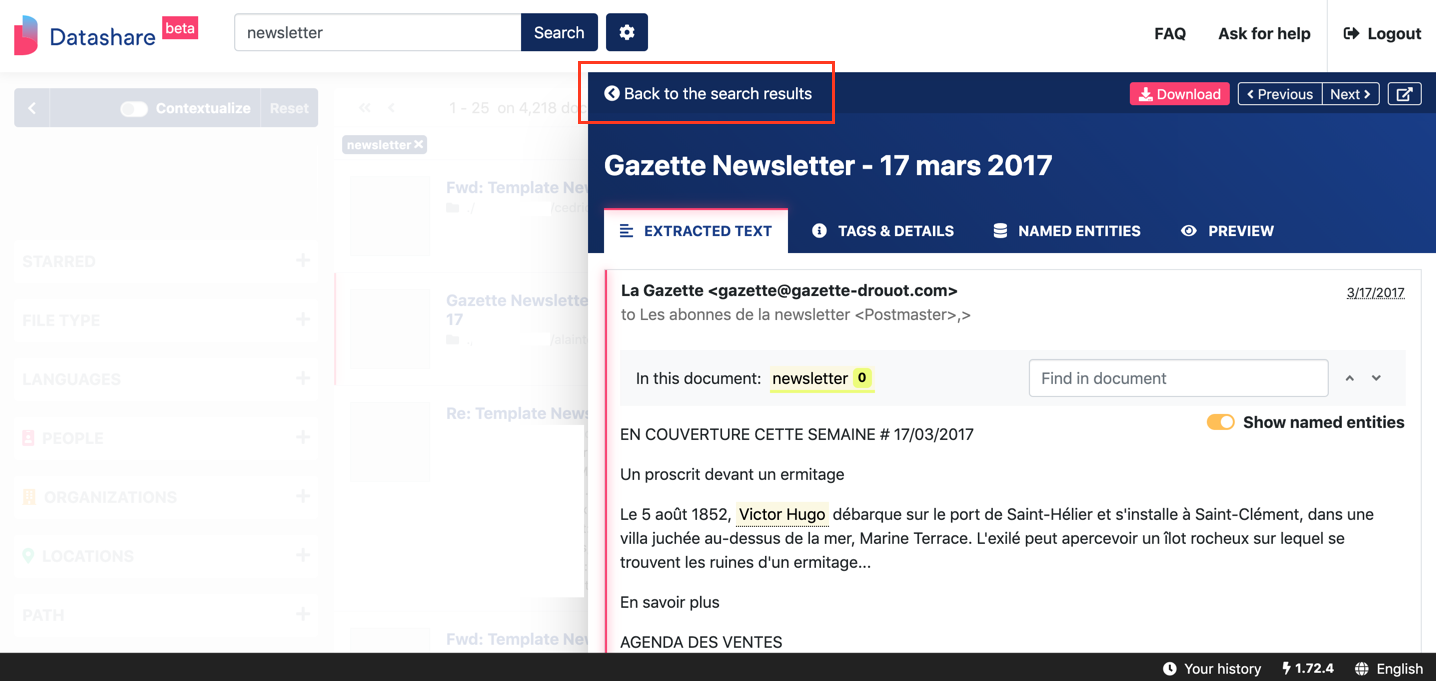 Datashare beta
newsletter
Search
FAQ
Ask for help
Logout
Contextualize
Reset
1 - 25 on 4,218 doc
newsletter
Fwd: Template New
/cedric
Gazette Newslette
17
/alaint
Re: Template News
Fwd: Template New
STARRED
FILE TYPE
LANGUAGES
PEOPLE
ORGANIZATIONS
LOCATIONS
PATH
Back to the search results
Download
Previous
Next
Gazette Newsletter - 17 mars 2017
EXTRACTED TEXT
TAGS & DETAILS
NAMED ENTITIES
PREVIEW
La Gazette <gazette@gazette-drouot.com>
3/17/2017
to Les abonnes de la newsletter <Postmaster>,>
In this document: newsletter 0
Find in document
Show named entities
EN COUVERTURE CETTE SEMAINE # 17/03/2017
Un proscrit devant un ermitage
Le 5 août 1852, Victor Hugo débarque sur le port de Saint-Hélier et s'installe à Saint-Clément, dans une
villa juchée au-dessus de la mer, Marine Terrace. L'exilé peut apercevoir un îlot rocheux sur lequel se
trouvent les ruines d'un ermitage...
En savoir plus
AGENDA DES VENTES
Your history
1.72.4
English